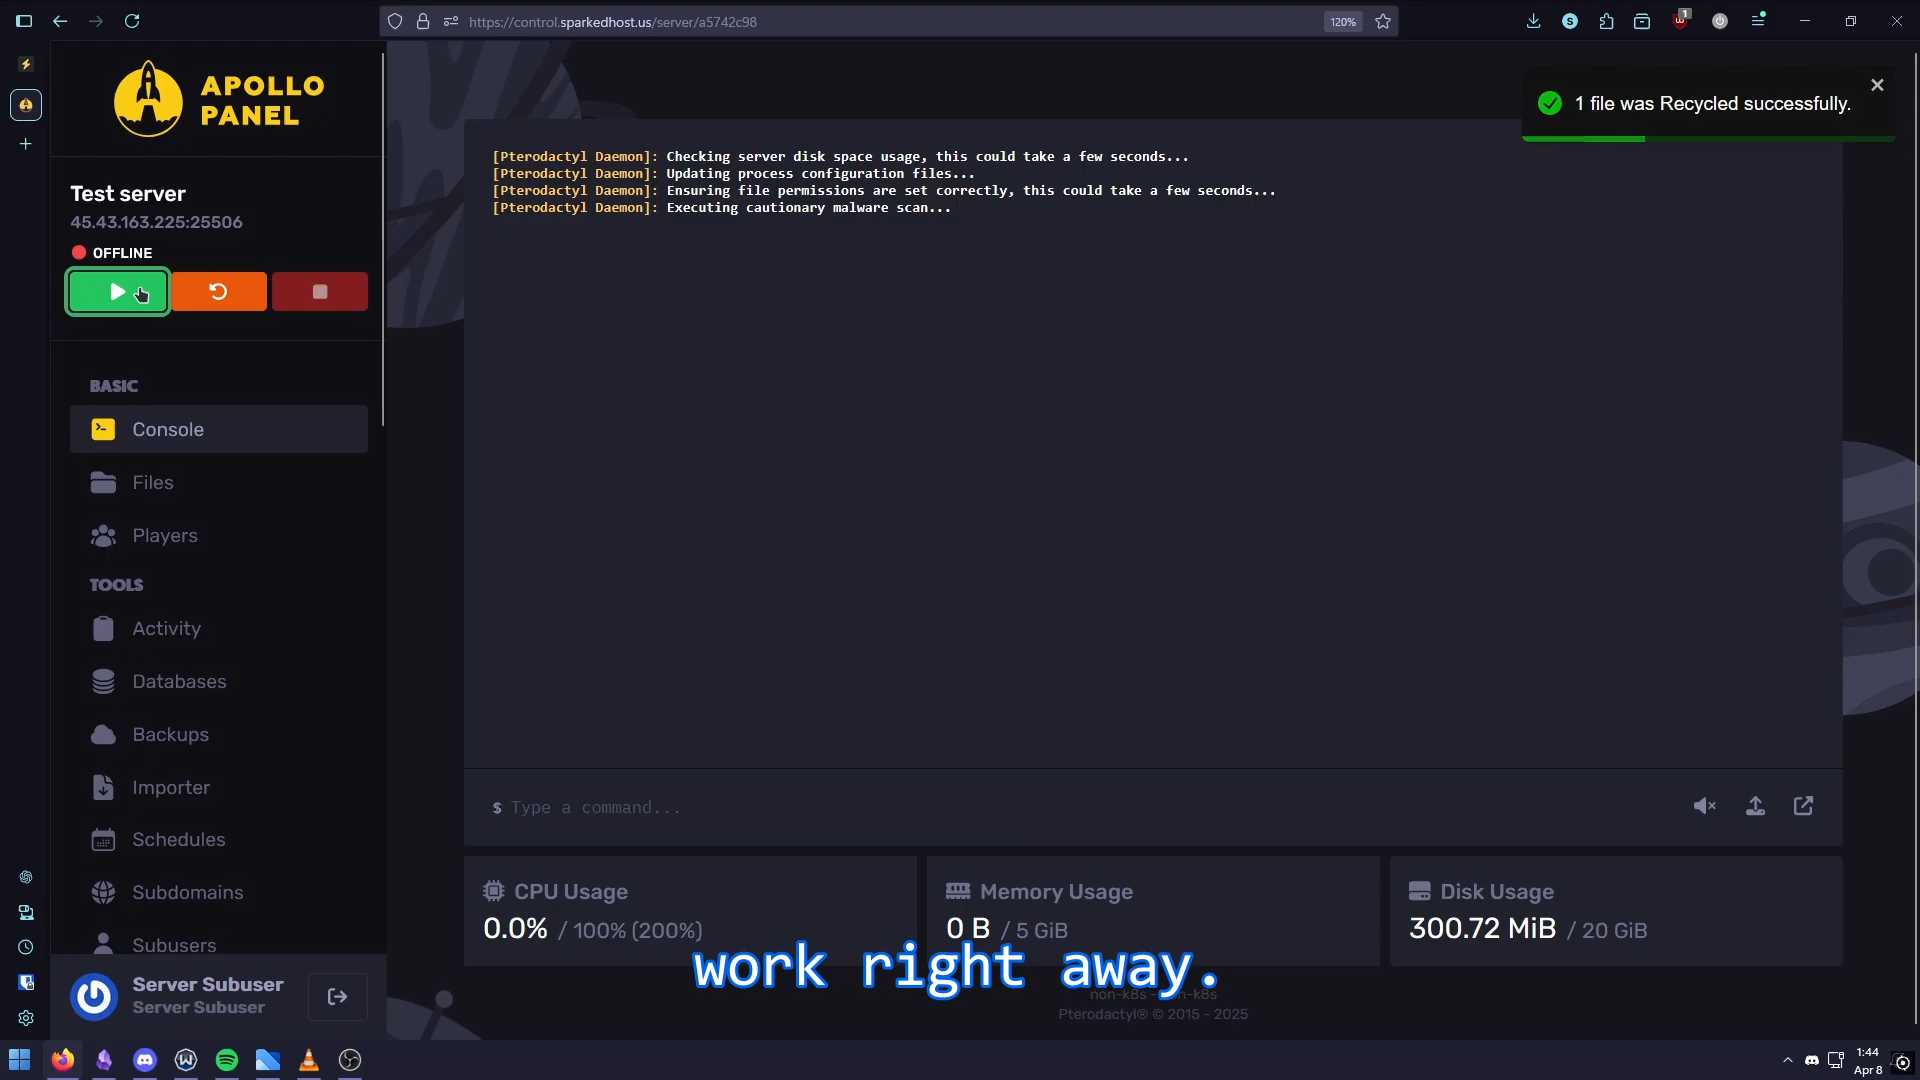 https://control.sparkedhost.us/server/a5742c98
120%
1
APOLLO
PANEL
1 file was Recycled successfully.
Test server
45.43.163.225:25506
OFFLINE
[Pterodactyl Daemon]: Checking server disk space usage, this could take a few seconds...
[Pterodactyl Daemon]: Updating process configuration files...
[Pterodactyl Daemon]: Ensuring file permissions are set correctly, this could take a few seconds...
[Pterodactyl Daemon]: Executing cautionary malware scan...
BASIC
Console
Files
Players
TOOLS
Activity
Databases
Backups
Importer
Schedules
Subdomains
Subusers
$ Type a command...
CPU Usage
0.0% / 100% (200%)
Memory Usage
0 B / 5 GiB
Disk Usage
300.72 MiB / 20 GiB
work right away.
Server Subuser
Server Subuser
Pterodactyl® © 2015 - 2025
1:44
Apr 8